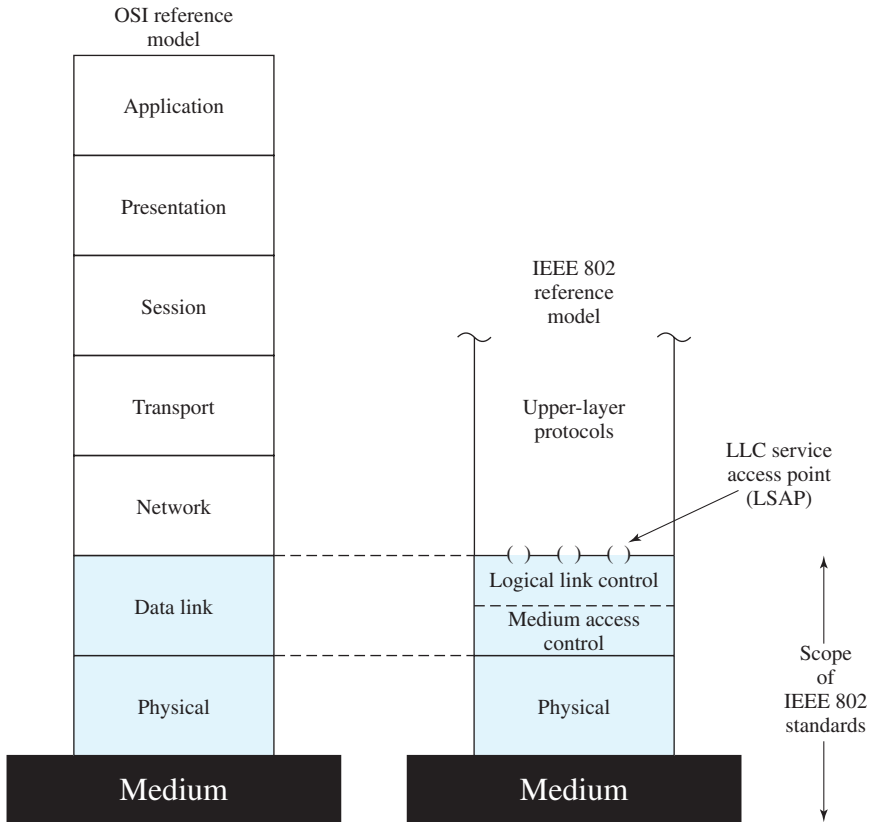 OSI reference
model
Application
Presentation
Session
Transport
Network
Data link
Physical
Medium
IEEE 802
reference
model
Upper-layer
protocols
LLC service
access point
(LSAP)
Logical link control
Medium access
control
Physical
Medium
Scope
of
IEEE 802
standards